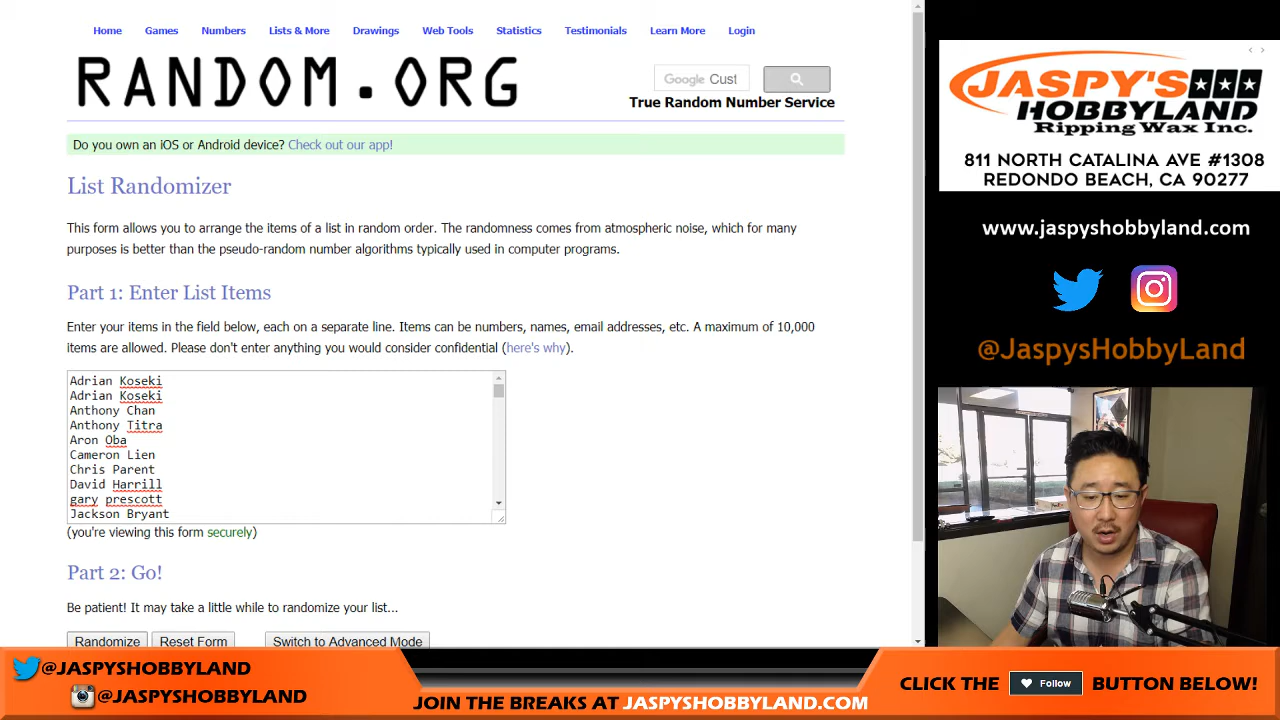 Home Games Numbers Lists & More Drawings Web Tools Statistics Testimonials Learn More Login
RANDOM.ORG
Google Cust
True Random Number Service
Do you own an iOS or Android device? Check out our app!
List Randomizer
This form allows you to arrange the items of a list in random order. The randomness comes from atmospheric noise, which for many
purposes is better than the pseudo-random number algorithms typically used in computer programs.
Part 1: Enter List Items
Enter your items in the field below, each on a separate line. Items can be numbers, names, email addresses, etc. A maximum of 10,000
items are allowed. Please don't enter anything you would consider confidential (here's why).
Adrian Koseki
Adrian Koseki
Anthony Chan
Anthony Titra
Aron Oba
Cameron Lien
Chris Parent
David Harrill
gary prescott
Jackson Bryant
(you're viewing this form securely)
Part 2: Go!
Be patient! It may take a little while to randomize your list...
Randomize Reset Form Switch to Advanced Mode
JASPY'S
HOBBYLAND
Ripping Wax Inc.
811 NORTH CATALINA AVE #1308
REDONDO BEACH, CA 90277
www.jaspyshobbyland.com
@JaspysHobbyLand
@JASPYSHOBBYLAND
@JASPYSHOBBYLAND
JOIN THE BREAKS AT JASPYSHOBBYLAND.COM
CLICK THE Follow BUTTON BELOW!